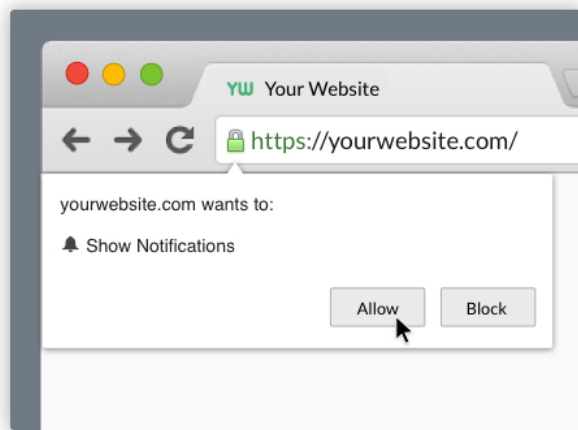 YW Your Website
https://yourwebsite.com/
yourwebsite.com wants to:
Show Notifications
Allow Block